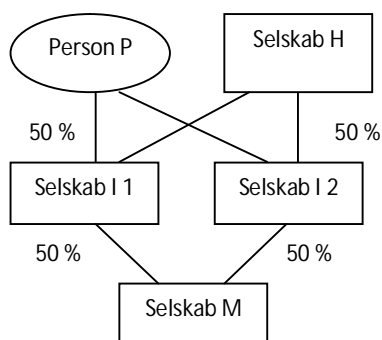 Person P
Selskab H
50 %
50 %
Selskab I 1
Selskab I 2
50 %
50 %
Selskab M